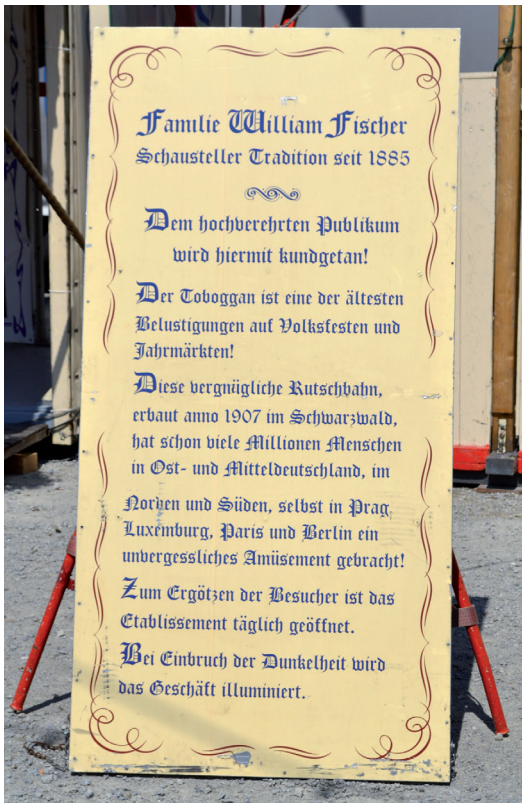 Familie William Fischer
Schausteller Tradition seit 1885
Dem hochverehrten Publikum
wird hiermit kundgetan!
Der Toboggan ist eine der ältesten
Belustigungen auf Volksfesten und
Jahrmärkten!
Diese vergnügliche Rutschbahn,
erbaut anno 1907 im Schwarzwald,
hat schon viele Millionen Menschen
in Ost- und Mitteldeutschland, im
Norden und Süden, selbst in Prag,
Luxemburg, Paris und Berlin ein
unvergessliches Amüsement gebracht!
Zum Ergötzen der Besucher ist das
Etablissement täglich geöffnet.
Bei Einbruch der Dunkelheit wird
das Geschäft illuminiert.